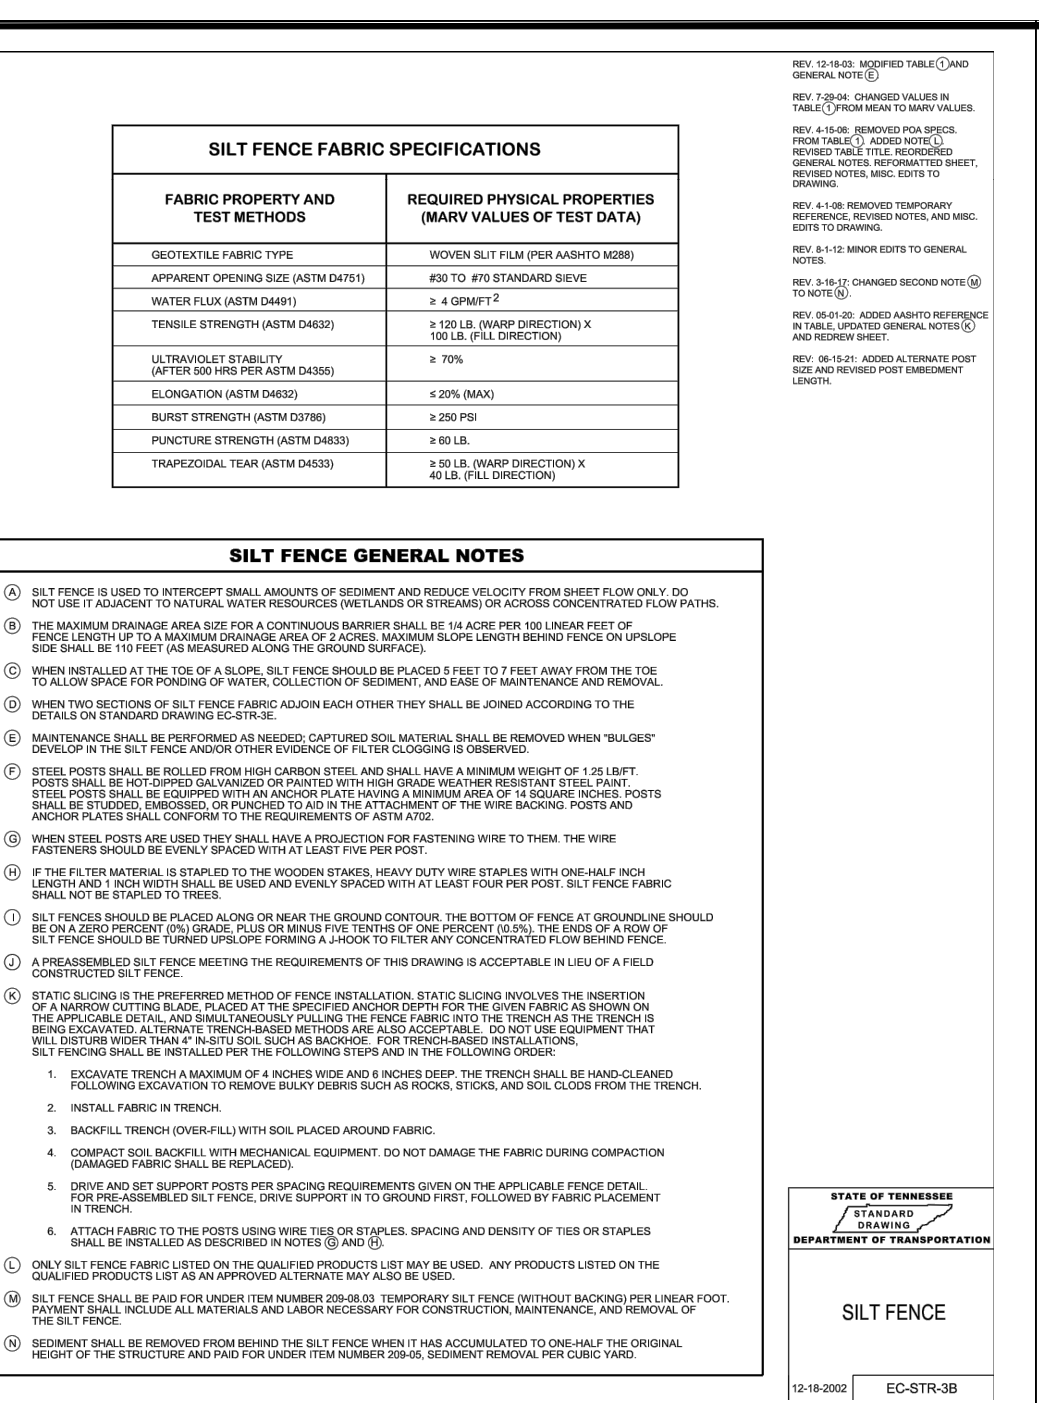 REV. 12-18-03: MODIFIED TABLE 1 AND
GENERAL NOTE E
REV. 7-29-04: CHANGED VALUES IN
TABLE 1 FROM MEAN TO MARV VALUES.
REV. 4-15-06: REMOVED POA SPECS.
FROM TABLE 1. ADDED NOTE L.
REVISED TABLE TITLE. REORDERED
GENERAL NOTES. REFORMATTED SHEET,
REVISED NOTES, MISC. EDITS TO
DRAWING.
REV. 4-1-08: REMOVED TEMPORARY
REFERENCE, REVISED NOTES, AND MISC.
EDITS TO DRAWING.
REV. 8-1-12: MINOR EDITS TO GENERAL
NOTES.
REV. 3-16-17: CHANGED SECOND NOTE M
TO NOTE N.
REV. 05-01-20: ADDED AASHTO REFERENCE
IN TABLE, UPDATED GENERAL NOTES K
AND REDREW SHEET.
REV: 06-15-21: ADDED ALTERNATE POST
SIZE AND REVISED POST EMBEDMENT
LENGTH.
SILT FENCE FABRIC SPECIFICATIONS
FABRIC PROPERTY AND
TEST METHODS
REQUIRED PHYSICAL PROPERTIES
(MARV VALUES OF TEST DATA)
GEOTEXTILE FABRIC TYPE
WOVEN SLIT FILM (PER AASHTO M288)
APPARENT OPENING SIZE (ASTM D4751)
#30 TO #70 STANDARD SIEVE
WATER FLUX (ASTM D4491)
≥ 4 GPM/FT²
TENSILE STRENGTH (ASTM D4632)
≥ 120 LB. (WARP DIRECTION) X
100 LB. (FILL DIRECTION)
ULTRAVIOLET STABILITY
(AFTER 500 HRS PER ASTM D4355)
≥ 70%
ELONGATION (ASTM D4632)
≤ 20% (MAX)
BURST STRENGTH (ASTM D3786)
≥ 250 PSI
PUNCTURE STRENGTH (ASTM D4833)
≥ 60 LB.
TRAPEZOIDAL TEAR (ASTM D4533)
≥ 50 LB. (WARP DIRECTION) X
40 LB. (FILL DIRECTION)
SILT FENCE GENERAL NOTES
A SILT FENCE IS USED TO INTERCEPT SMALL AMOUNTS OF SEDIMENT AND REDUCE VELOCITY FROM SHEET FLOW ONLY. DO
NOT USE IT ADJACENT TO NATURAL WATER RESOURCES (WETLANDS OR STREAMS) OR ACROSS CONCENTRATED FLOW PATHS.
B THE MAXIMUM DRAINAGE AREA SIZE FOR A CONTINUOUS BARRIER SHALL BE 1/4 ACRE PER 100 LINEAR FEET OF
FENCE LENGTH UP TO A MAXIMUM DRAINAGE AREA OF 2 ACRES. MAXIMUM SLOPE LENGTH BEHIND FENCE ON UPSLOPE
SIDE SHALL BE 110 FEET (AS MEASURED ALONG THE GROUND SURFACE).
C WHEN INSTALLED AT THE TOE OF A SLOPE, SILT FENCE SHOULD BE PLACED 5 FEET TO 7 FEET AWAY FROM THE TOE
TO ALLOW SPACE FOR PONDING OF WATER, COLLECTION OF SEDIMENT, AND EASE OF MAINTENANCE AND REMOVAL.
D WHEN TWO SECTIONS OF SILT FENCE FABRIC ADJOIN EACH OTHER THEY SHALL BE JOINED ACCORDING TO THE
DETAILS ON STANDARD DRAWING EC-STR-3E.
E MAINTENANCE SHALL BE PERFORMED AS NEEDED; CAPTURED SOIL MATERIAL SHALL BE REMOVED WHEN "BULGES"
DEVELOP IN THE SILT FENCE AND/OR OTHER EVIDENCE OF FILTER CLOGGING IS OBSERVED.
F STEEL POSTS SHALL BE ROLLED FROM HIGH CARBON STEEL AND SHALL HAVE A MINIMUM WEIGHT OF 1.25 LB/FT.
POSTS SHALL BE HOT-DIPPED GALVANIZED OR PAINTED WITH HIGH GRADE WEATHER RESISTANT STEEL PAINT.
STEEL POSTS SHALL BE EQUIPPED WITH AN ANCHOR PLATE HAVING A MINIMUM AREA OF 14 SQUARE INCHES. POSTS
SHALL BE STUDDED, EMBOSSED, OR PUNCHED TO AID IN THE ATTACHMENT OF THE WIRE BACKING. POSTS AND
ANCHOR PLATES SHALL CONFORM TO THE REQUIREMENTS OF ASTM A702.
G WHEN STEEL POSTS ARE USED THEY SHALL HAVE A PROJECTION FOR FASTENING WIRE TO THEM. THE WIRE
FASTENERS SHOULD BE EVENLY SPACED WITH AT LEAST FIVE PER POST.
H IF THE FILTER MATERIAL IS STAPLED TO THE WOODEN STAKES, HEAVY DUTY WIRE STAPLES WITH ONE-HALF INCH
LENGTH AND 1 INCH WIDTH SHALL BE USED AND EVENLY SPACED WITH AT LEAST FOUR PER POST. SILT FENCE FABRIC
SHALL NOT BE STAPLED TO TREES.
I SILT FENCES SHOULD BE PLACED ALONG OR NEAR THE GROUND CONTOUR. THE BOTTOM OF FENCE AT GROUNDLINE SHOULD
BE ON A ZERO PERCENT (0%) GRADE, PLUS OR MINUS FIVE TENTHS OF ONE PERCENT (\0.5%). THE ENDS OF A ROW OF
SILT FENCE SHOULD BE TURNED UPSLOPE FORMING A J-HOOK TO FILTER ANY CONCENTRATED FLOW BEHIND FENCE.
J A PREASSEMBLED SILT FENCE MEETING THE REQUIREMENTS OF THIS DRAWING IS ACCEPTABLE IN LIEU OF A FIELD
CONSTRUCTED SILT FENCE.
K STATIC SLICING IS THE PREFERRED METHOD OF FENCE INSTALLATION. STATIC SLICING INVOLVES THE INSERTION
OF A NARROW CUTTING BLADE, PLACED AT THE SPECIFIED ANCHOR DEPTH FOR THE GIVEN FABRIC AS SHOWN ON
THE APPLICABLE DETAIL, AND SIMULTANEOUSLY PULLING THE FENCE FABRIC INTO THE TRENCH AS THE TRENCH IS
BEING EXCAVATED. ALTERNATE TRENCH-BASED METHODS ARE ALSO ACCEPTABLE. DO NOT USE EQUIPMENT THAT
WILL DISTURB WIDER THAN 4" IN-SITU SOIL SUCH AS BACKHOE. FOR TRENCH-BASED INSTALLATIONS,
SILT FENCING SHALL BE INSTALLED PER THE FOLLOWING STEPS AND IN THE FOLLOWING ORDER:
1. EXCAVATE TRENCH A MAXIMUM OF 4 INCHES WIDE AND 6 INCHES DEEP. THE TRENCH SHALL BE HAND-CLEANED
FOLLOWING EXCAVATION TO REMOVE BULKY DEBRIS SUCH AS ROCKS, STICKS, AND SOIL CLODS FROM THE TRENCH.
2. INSTALL FABRIC IN TRENCH.
3. BACKFILL TRENCH (OVER-FILL) WITH SOIL PLACED AROUND FABRIC.
4. COMPACT SOIL BACKFILL WITH MECHANICAL EQUIPMENT. DO NOT DAMAGE THE FABRIC DURING COMPACTION
(DAMAGED FABRIC SHALL BE REPLACED).
5. DRIVE AND SET SUPPORT POSTS PER SPACING REQUIREMENTS GIVEN ON THE APPLICABLE FENCE DETAIL.
FOR PRE-ASSEMBLED SILT FENCE, DRIVE SUPPORT IN TO GROUND FIRST, FOLLOWED BY FABRIC PLACEMENT
IN TRENCH.
6. ATTACH FABRIC TO THE POSTS USING WIRE TIES OR STAPLES. SPACING AND DENSITY OF TIES OR STAPLES
SHALL BE INSTALLED AS DESCRIBED IN NOTES G AND H.
L ONLY SILT FENCE FABRIC LISTED ON THE QUALIFIED PRODUCTS LIST MAY BE USED. ANY PRODUCTS LISTED ON THE
QUALIFIED PRODUCTS LIST AS AN APPROVED ALTERNATE MAY ALSO BE USED.
M SILT FENCE SHALL BE PAID FOR UNDER ITEM NUMBER 209-08.03 TEMPORARY SILT FENCE (WITHOUT BACKING) PER LINEAR FOOT.
PAYMENT SHALL INCLUDE ALL MATERIALS AND LABOR NECESSARY FOR CONSTRUCTION, MAINTENANCE, AND REMOVAL OF
THE SILT FENCE.
N SEDIMENT SHALL BE REMOVED FROM BEHIND THE SILT FENCE WHEN IT HAS ACCUMULATED TO ONE-HALF THE ORIGINAL
HEIGHT OF THE STRUCTURE AND PAID FOR UNDER ITEM NUMBER 209-05, SEDIMENT REMOVAL PER CUBIC YARD.
STATE OF TENNESSEE
STANDARD
DRAWING
DEPARTMENT OF TRANSPORTATION
SILT FENCE
12-18-2002
EC-STR-3B